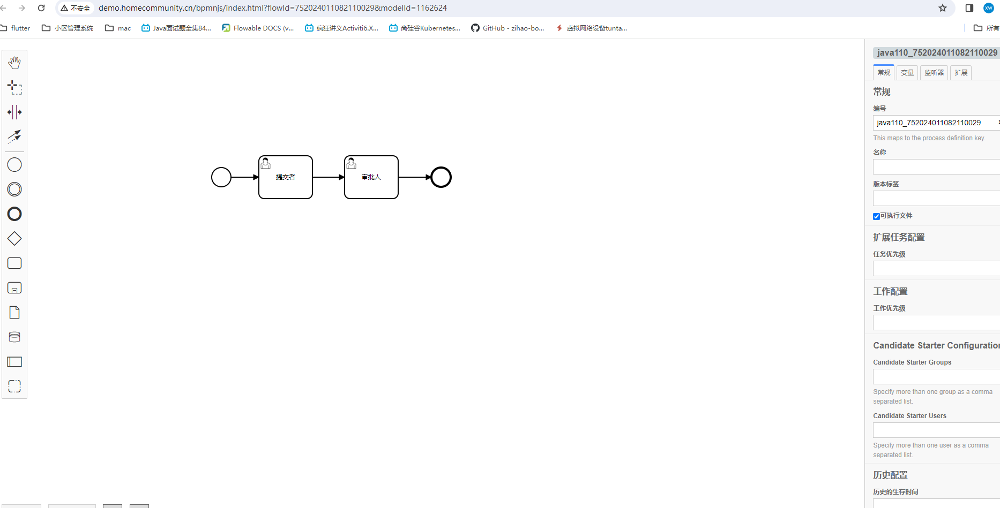 不安全 demo.homecommunity.cn/bpmnjs/index.html?flowId=752024011082110029&modelId=1162624
XW
flutter 小区管理系统 mac Java面试题全集84... Flowable DOCS (v... 疯狂讲义Activiti6.X... 尚硅谷Kubernetes... GitHub - zihao-bo... 虚拟网络设备tunta... 所有
java110_752024011082110029
常规 变量 监听器 扩展
常规
编号
java110_752024011082110029
This maps to the process definition key.
名称
提交者
审批人
版本标签
可执行文件
扩展任务配置
任务优先级
工作配置
工作优先级
Candidate Starter Configuration
Candidate Starter Groups
Specify more than one group as a comma
separated list.
Candidate Starter Users
Specify more than one user as a comma
separated list.
历史配置
历史的生存时间